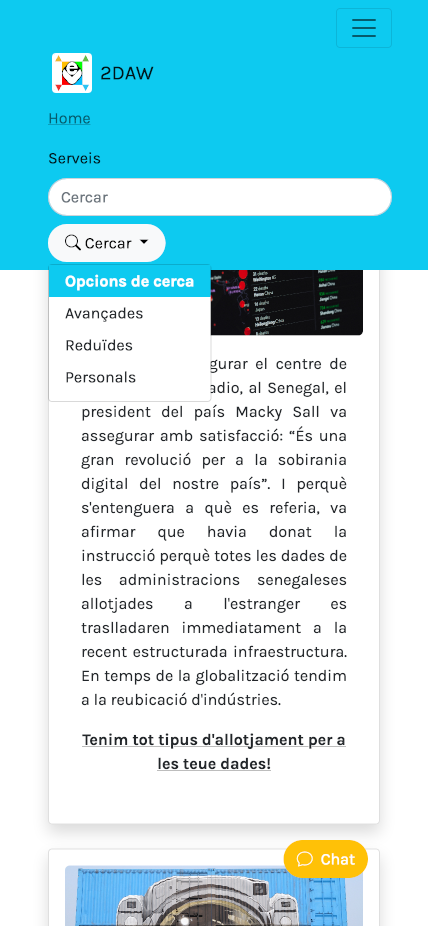 2DAW
Home
Serveis
Cercar
Cercar
Opcions de cerca
Avançades
Reduïdes
Personals
gurar el centre de
adio, al Senegal, el
president del país Macky Sall va
assegurar amb satisfacció: “És una
gran revolució per a la sobirania
digital del nostre país”. I perquè
s'entenguera a què es referia, va
afirmar que havia donat la
instrucció perquè totes les dades de
les administracions senegaleses
allotjades a l'estranger es
traslladaren immediatament a la
recent estructurada infraestructura.
En temps de la globalització tendim
a la reubicació d'indústries.
Tenim tot tipus d'allotjament per a
les teue dades!
Chat